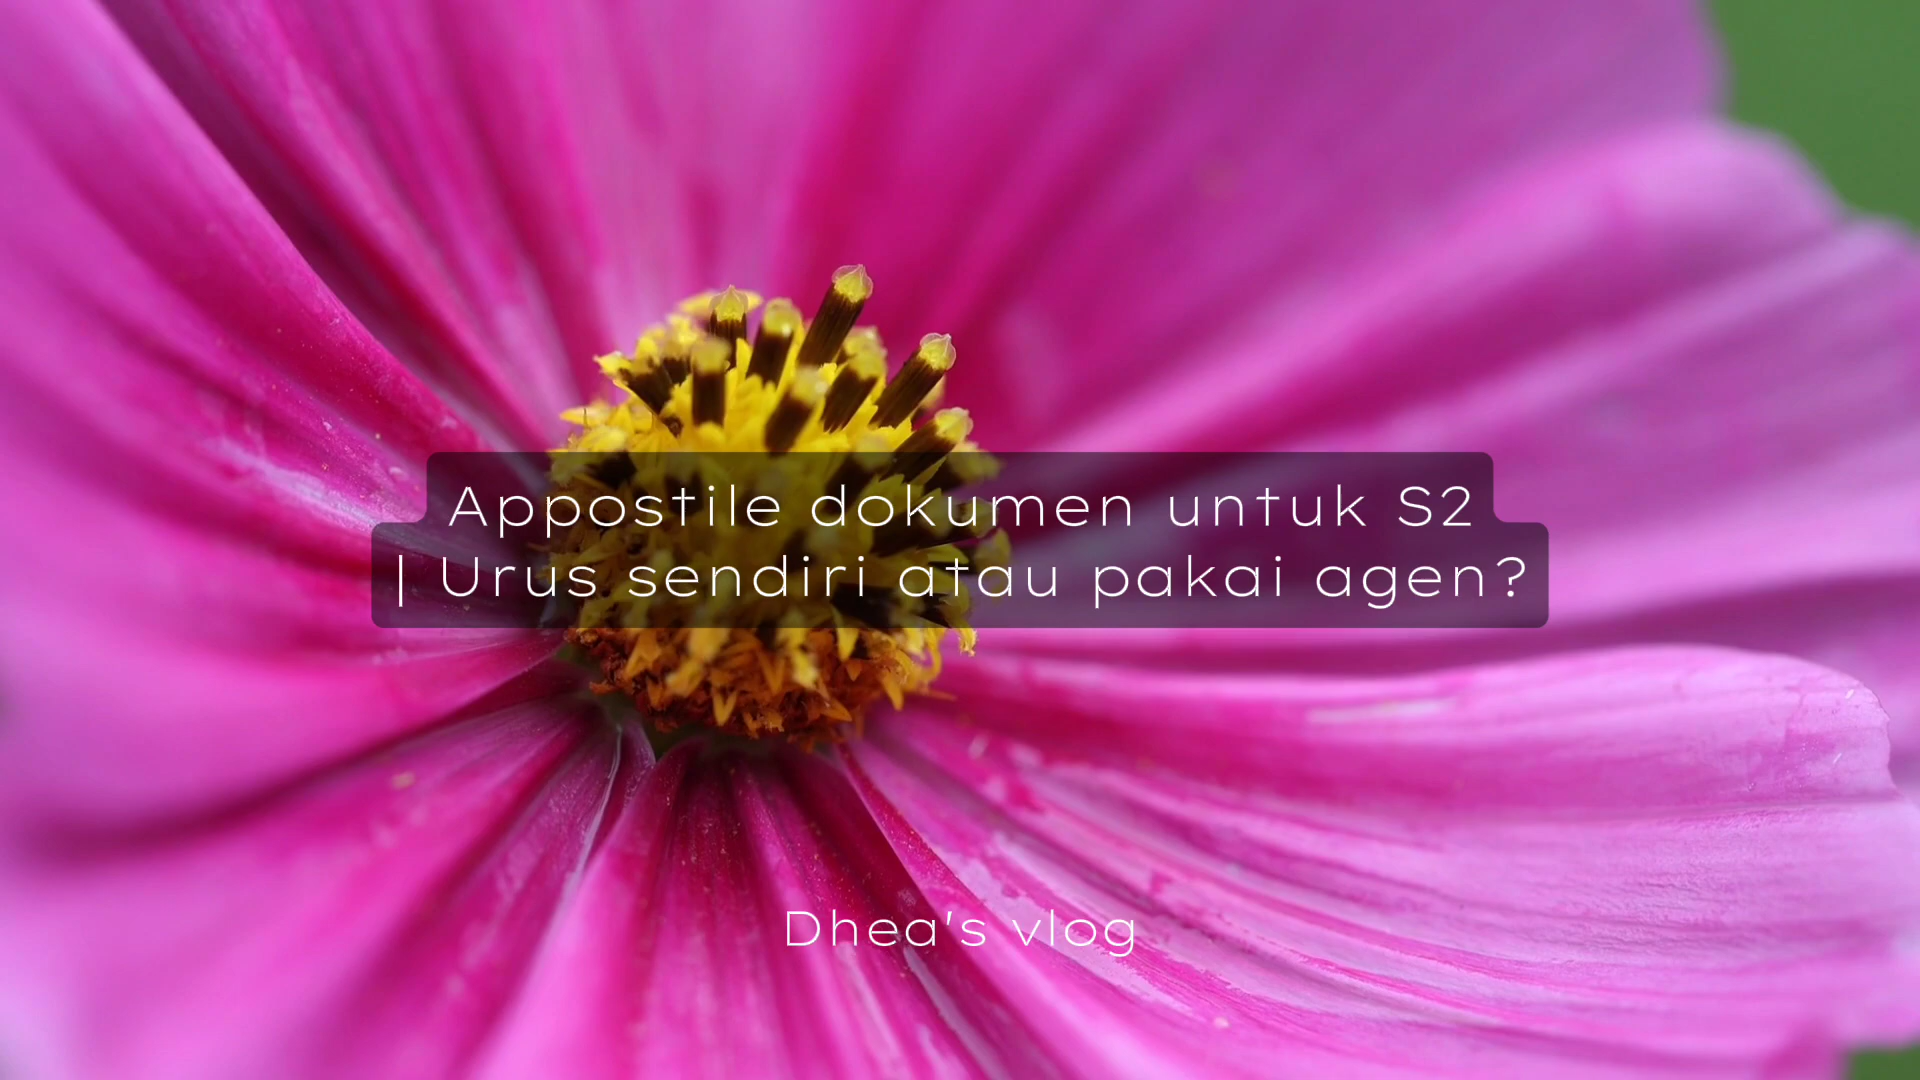 Appostile dokumen untuk S2
| Urus sendiri atau pakai agen?
Dhea's vlog